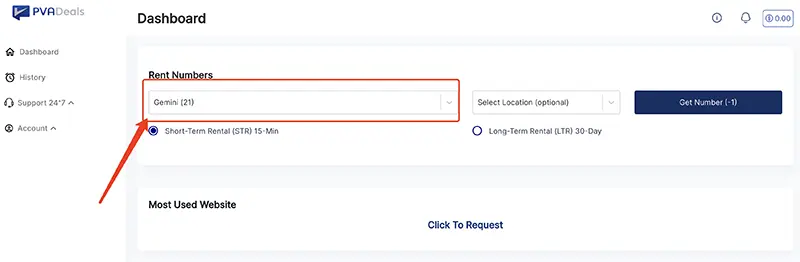 PVADeals
Dashboard
0:00
Dashboard
History
Support 24*7
Account
Rent Numbers
Gemini (21)
Select Location (optional)
Get Number (-1)
Short-Term Rental (STR) 15-Min
Long-Term Rental (LTR) 30-Day
Most Used Website
Click To Request